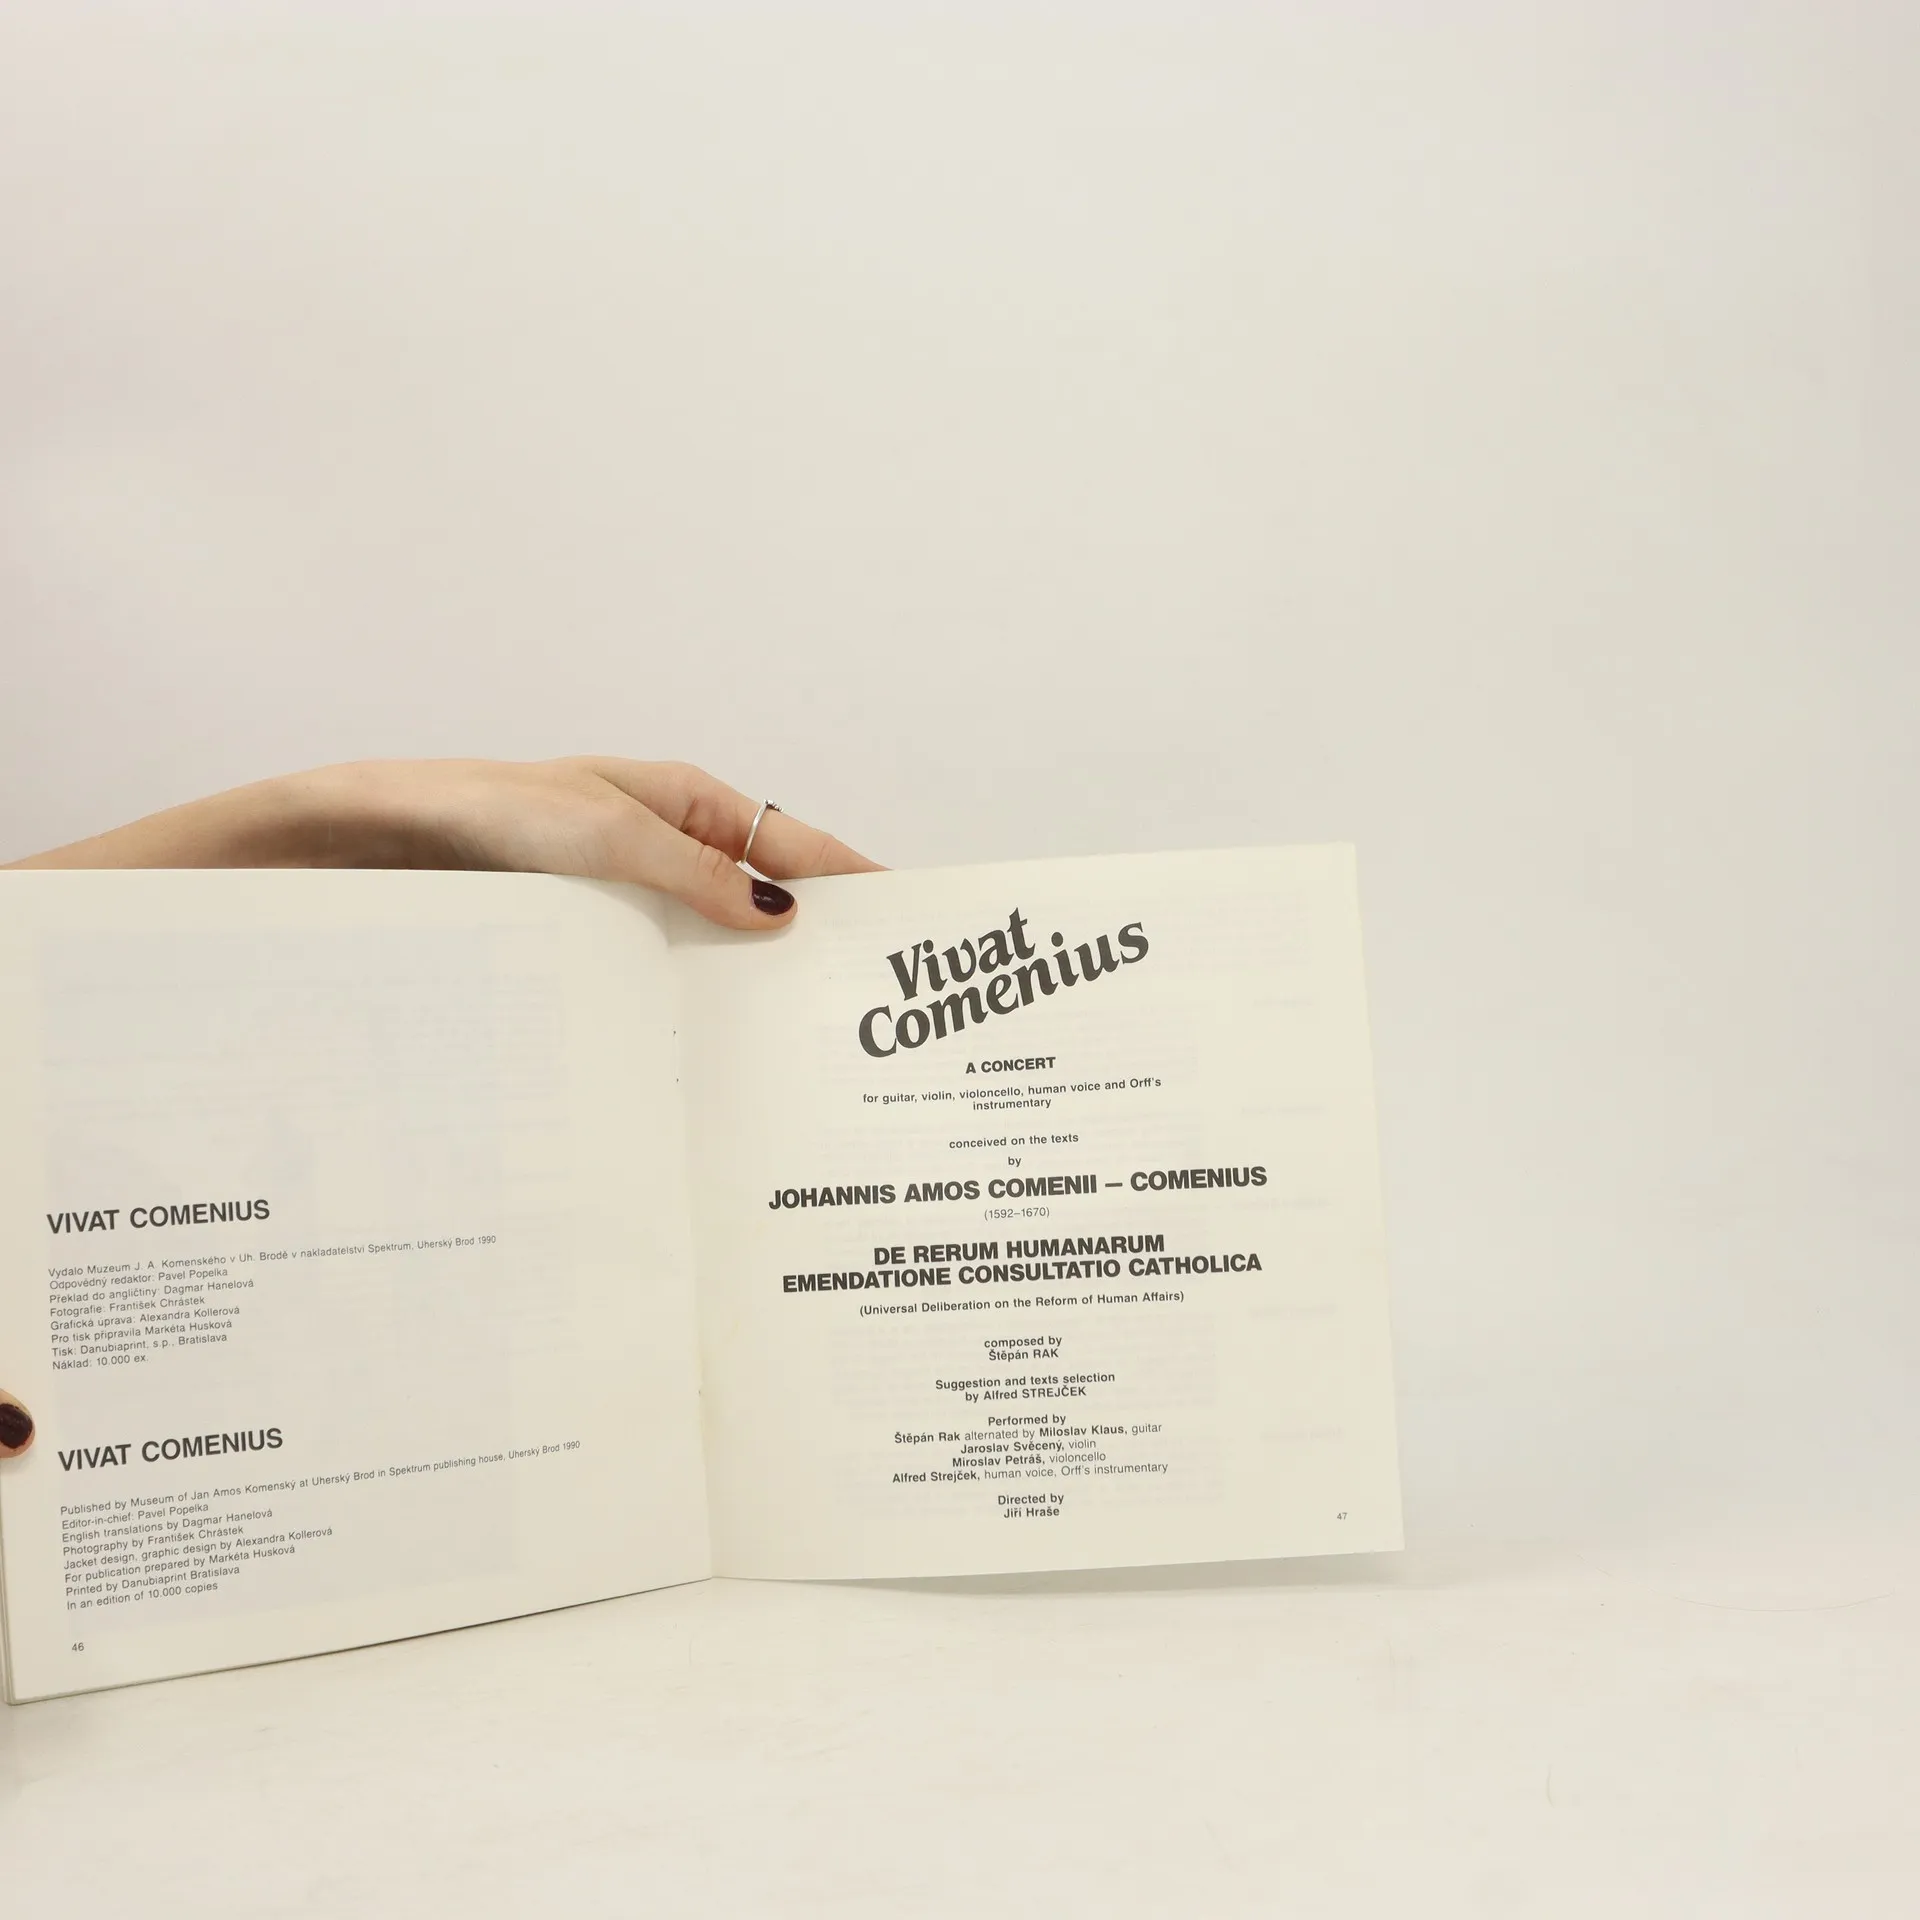 VIVAT COMENIUS
Vydalo Muzeum J. A. Komenského v Uh. Brodě v nakladatelství Spektrum, Uherský Brod 1990
Odpovědný redaktor: Pavel Popelka
Překlad do angličtiny: Dagmar Hanelová
Fotografie: František Chrástek
Grafická úprava: Alexandra Kollerová
Pro tisk připravila Markéta Husková
Tisk: Danubiaprint, s.p., Bratislava
Náklad: 10.000 ex.
VIVAT COMENIUS
Published by Museum of Jan Amos Komenský at Uherský Brod in Spektrum publishing house, Uherský Brod 1990
Editor-in-chief: Pavel Popelka
English translations by Dagmar Hanelová
Photography by František Chrástek
Jacket design, graphic design by Alexandra Kollerová
For publication prepared by Markéta Husková
Printed by Danubiaprint Bratislava
In an edition of 10.000 copies
46
Vivat
Comenius
A CONCERT
for guitar, violin, violoncello, human voice and Orff's
instrumentary
conceived on the texts
by
JOHANNIS AMOS COMENII – COMENIUS
(1592–1670)
DE RERUM HUMANARUM
EMENDATIONE CONSULTATIO CATHOLICA
(Universal Deliberation on the Reform of Human Affairs)
composed by
Štěpán RAK
Suggestion and texts selection
by Alfred STREJČEK
Performed by
Štěpán Rak alternated by Miloslav Klaus, guitar
Jaroslav Svěcený, violin
Miroslav Petráš, violoncello
Alfred Strejček, human voice, Orff's instrumentary
Directed by
Jiří Hraše
47